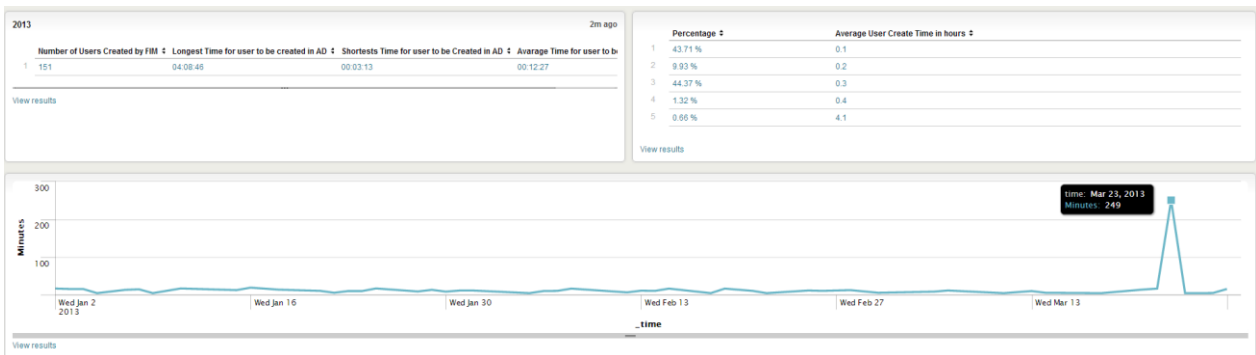 2013 2m ago
Number of Users Created by FIM Longest Time for user to be created in AD Shortests Time for user to be Created in AD Avarage Time for user to b
1 151 04:08:46 00:03:13 00:12:27
View results
Percentage Average User Create Time in hours
1 43.71 % 0.1
2 9.93 % 0.2
3 44.37 % 0.3
4 1.32 % 0.4
5 0.66 % 4.1
View results
300
200
100
Minutes
time: Mar 23, 2013
Minutes: 249
Wed Jan 2 Wed Jan 16 Wed Jan 30 Wed Feb 13 Wed Feb 27 Wed Mar 13
2013
_time
View results